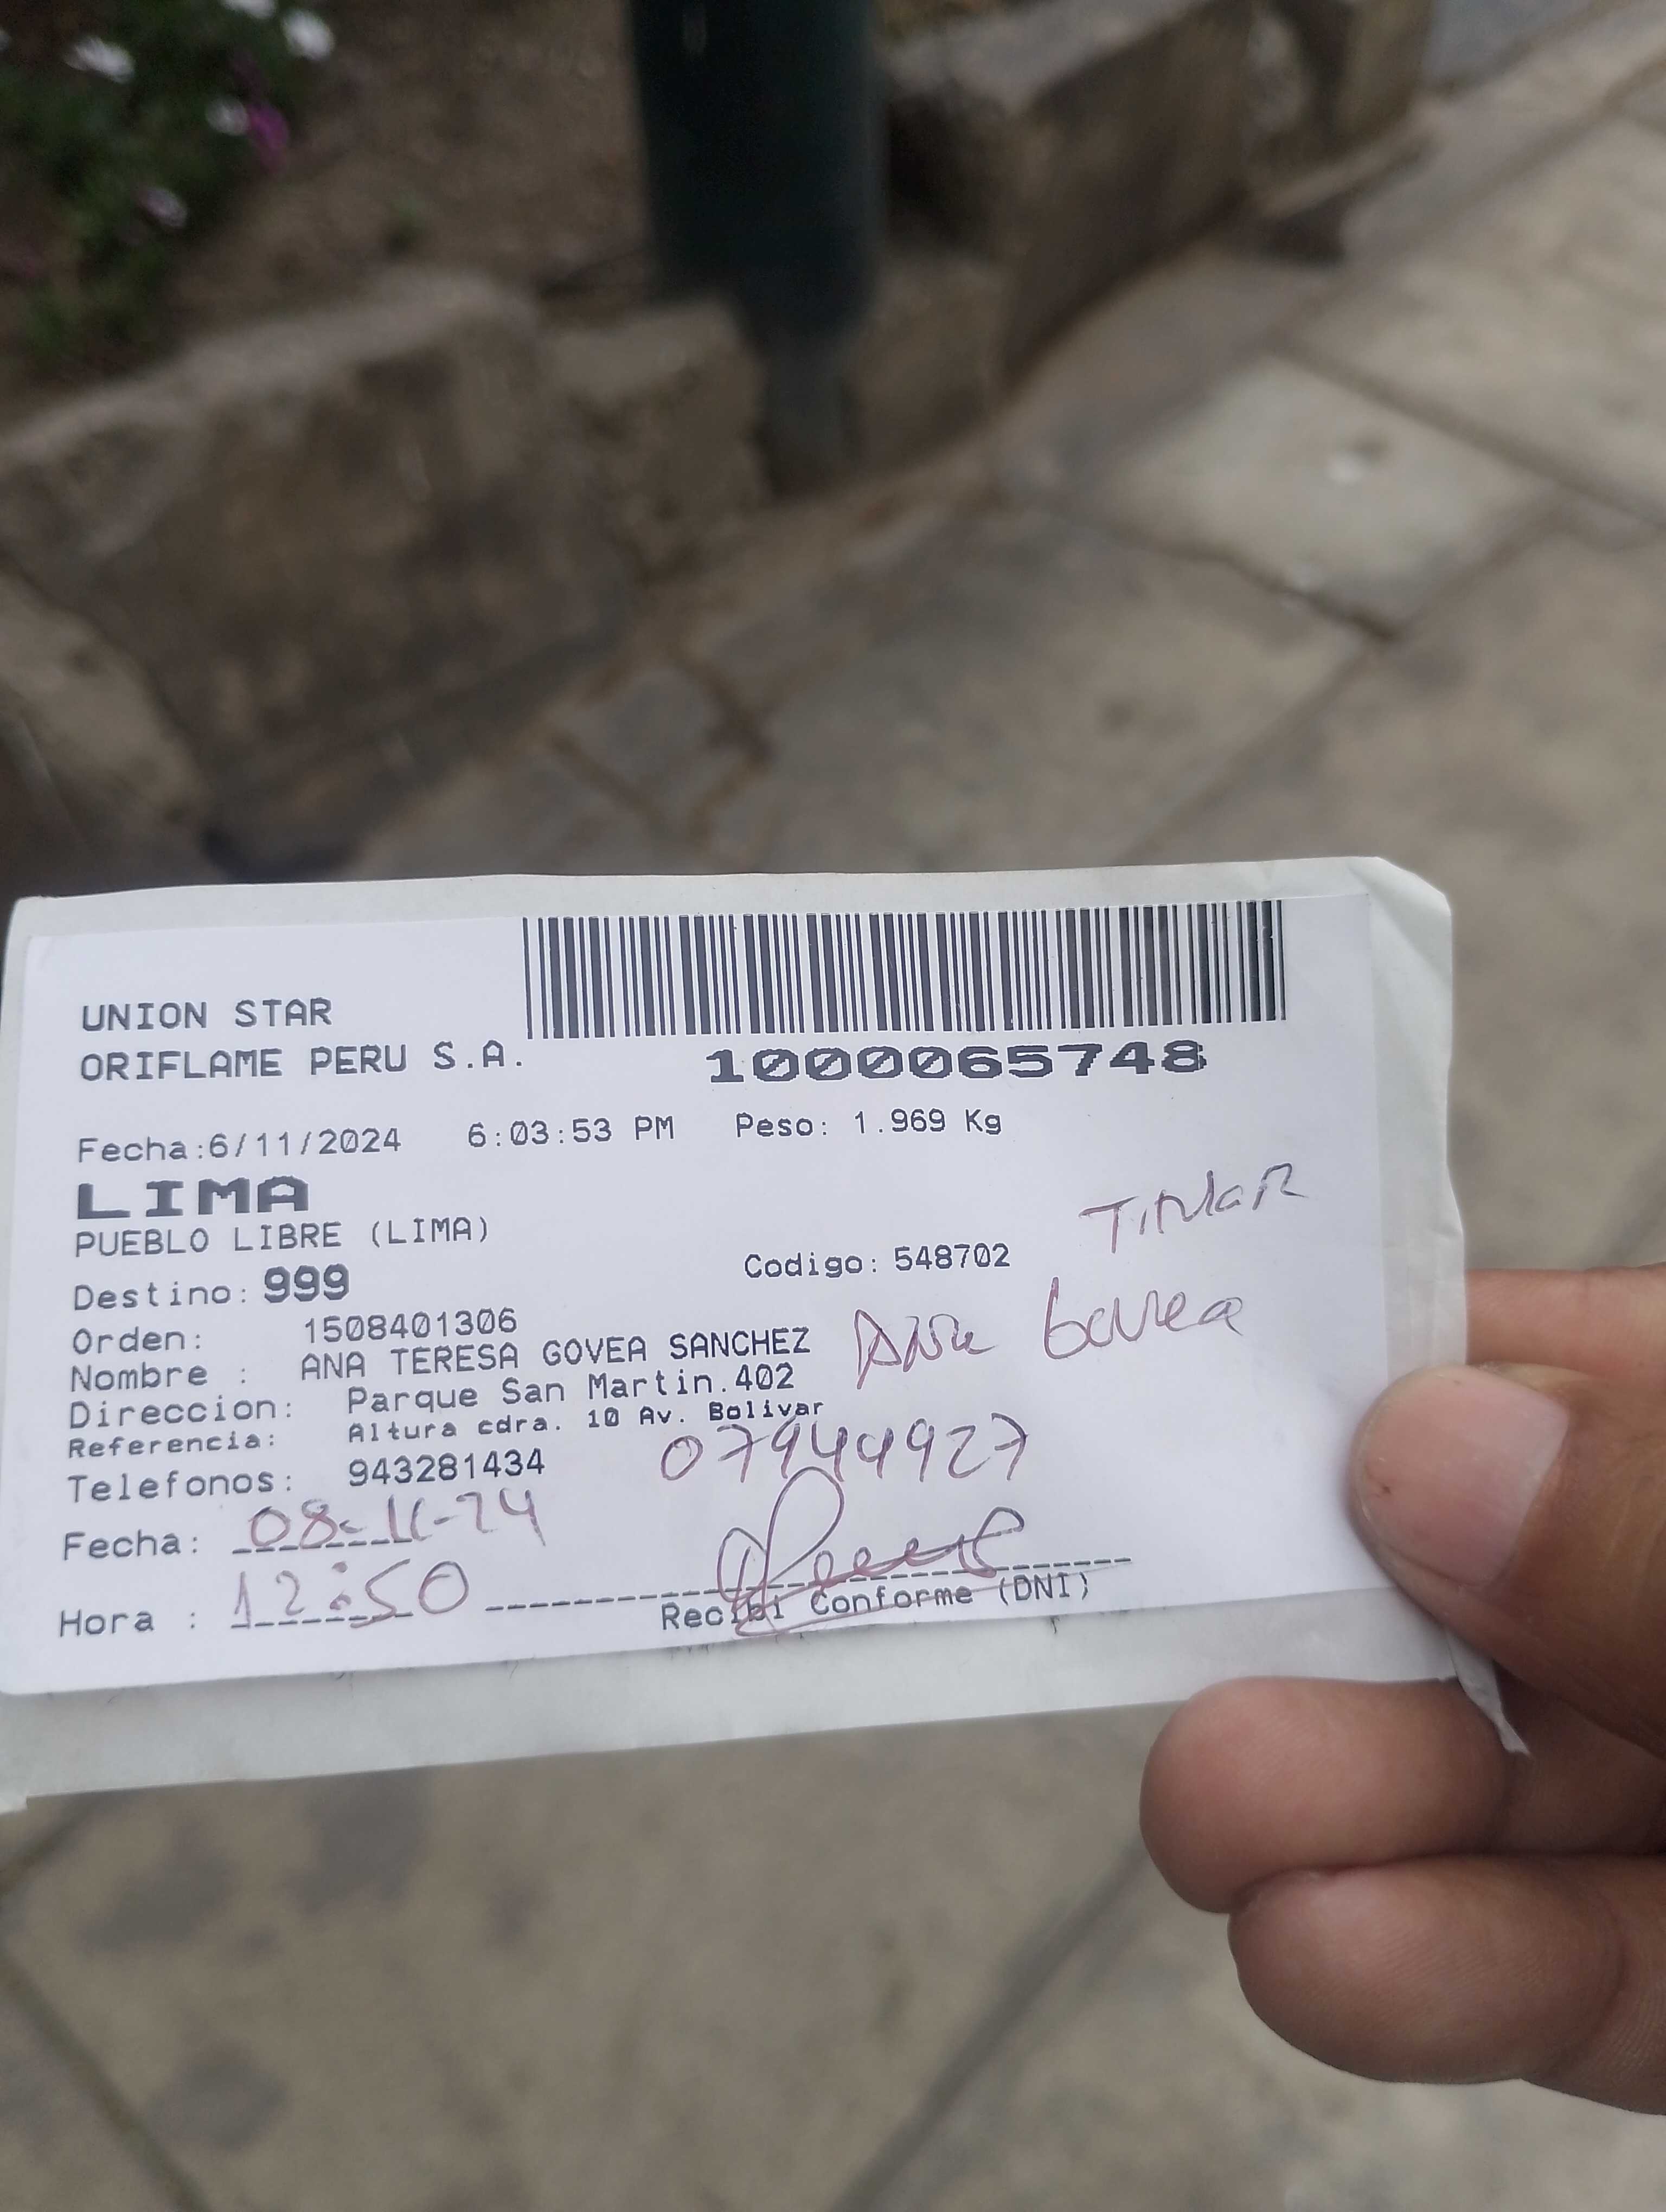 UNION STAR
ORIFLAME PERU S.A.
1000065748
Fecha:6/11/2024 6:03:53 PM Peso: 1.969 Kg
LIMA
PUEBLO LIBRE (LIMA)
TITULAR
Destino: 999 Codigo: 548702
Orden: 1508401306
Nombre : ANA TERESA GOVEA SANCHEZ Ana Govea
Direccion: Parque San Martin.402
Referencia: Altura cdra. 10 Av. Bolivar
Telefonos: 943281434 07944927
Fecha: 08-11-24
Hora : 12:50
Recibi Conforme (DNI)